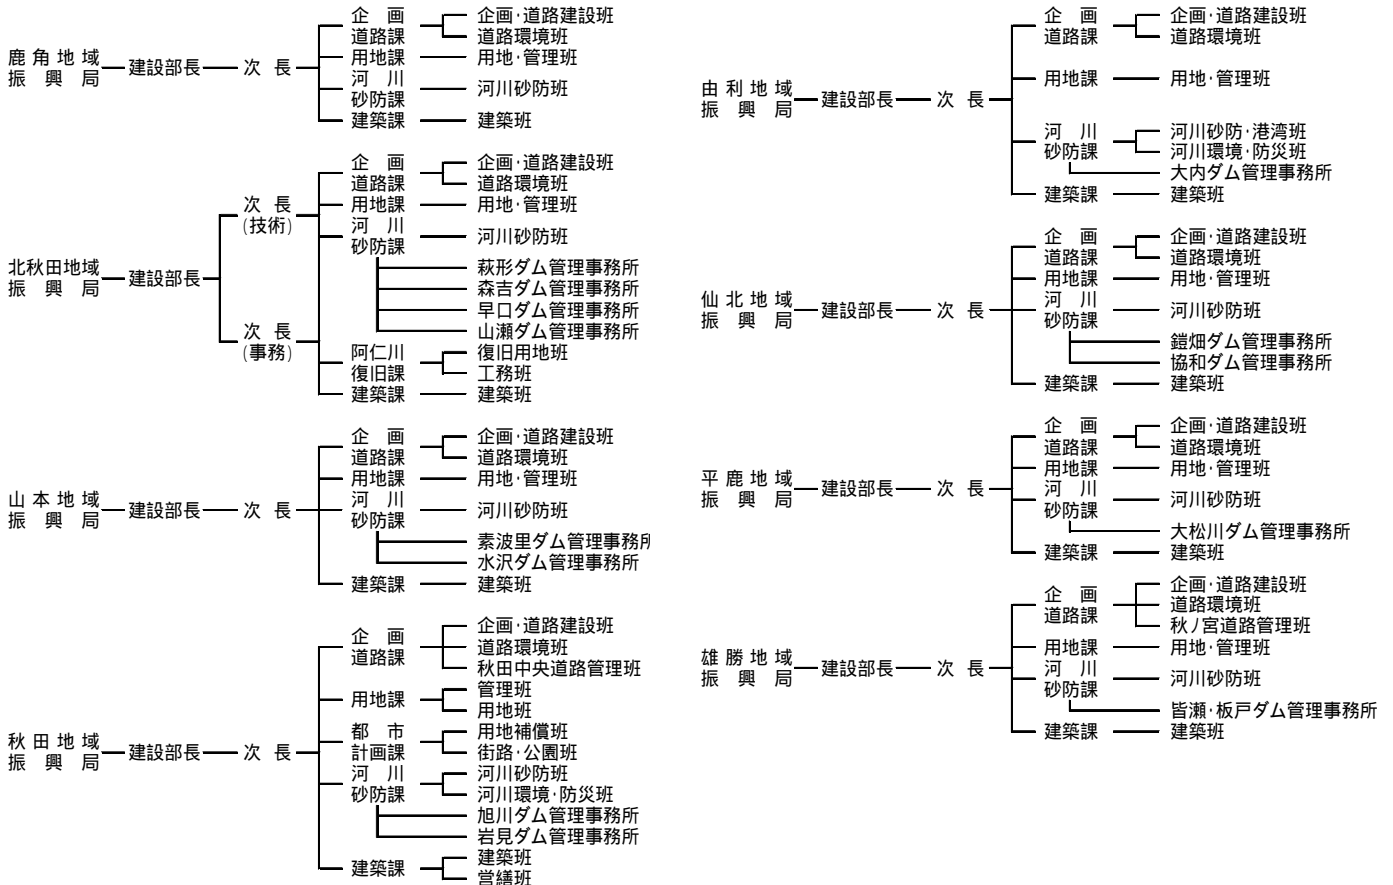 鹿角地域
振興局
建設部長
次長
企画
道路課
企画・道路建設班
道路環境班
用地課
用地・管理班
河川
砂防課
河川砂防班
建築課
建築班
北秋田地域
振興局
建設部長
次長
(技術)
次長
(事務)
企画
道路課
企画・道路建設班
道路環境班
用地課
用地・管理班
河川
砂防課
河川砂防班
萩形ダム管理事務所
森吉ダム管理事務所
早口ダム管理事務所
山瀬ダム管理事務所
阿仁川
復旧課
復旧用地班
工務班
建築課
建築班
山本地域
振興局
建設部長
次長
企画
道路課
企画・道路建設班
道路環境班
用地課
用地・管理班
河川
砂防課
河川砂防班
素波里ダム管理事務所
水沢ダム管理事務所
建築課
建築班
秋田地域
振興局
建設部長
次長
企画
道路課
企画・道路建設班
道路環境班
秋田中央道路管理班
用地課
管理班
用地班
都市
計画課
用地補償班
街路・公園班
河川
砂防課
河川砂防班
河川環境・防災班
旭川ダム管理事務所
岩見ダム管理事務所
建築課
建築班
営繕班
由利地域
振興局
建設部長
次長
企画
道路課
企画・道路建設班
道路環境班
用地課
用地・管理班
河川
砂防課
河川砂防・港湾班
河川環境・防災班
大内ダム管理事務所
建築課
建築班
仙北地域
振興局
建設部長
次長
企画
道路課
企画・道路建設班
道路環境班
用地課
用地・管理班
河川
砂防課
河川砂防班
鎧畑ダム管理事務所
協和ダム管理事務所
建築課
建築班
平鹿地域
振興局
建設部長
次長
企画
道路課
企画・道路建設班
道路環境班
用地課
用地・管理班
河川
砂防課
河川砂防班
大松川ダム管理事務所
建築課
建築班
雄勝地域
振興局
建設部長
次長
企画
道路課
企画・道路建設班
道路環境班
秋ノ宮道路管理班
用地課
用地・管理班
河川
砂防課
河川砂防班
皆瀬・板戸ダム管理事務所
建築課
建築班